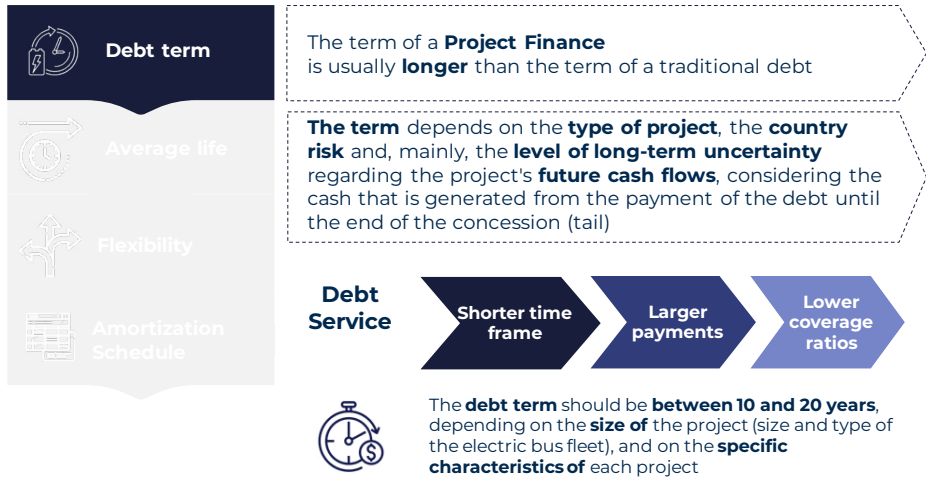 Debt term
The term of a Project Finance
is usually longer than the term of a traditional debt
Average life
Flexibility
Amortization
Schedule
The term depends on the type of project, the country
risk and, mainly, the level of long-term uncertainty
regarding the project's future cash flows, considering the
cash that is generated from the payment of the debt until
the end of the concession (tail)
Debt
Service
Shorter time
frame
Larger
payments
Lower
coverage
ratios
The debt term should be between 10 and 20 years,
depending on the size of the project (size and type of
the electric bus fleet), and on the specific
characteristics of each project